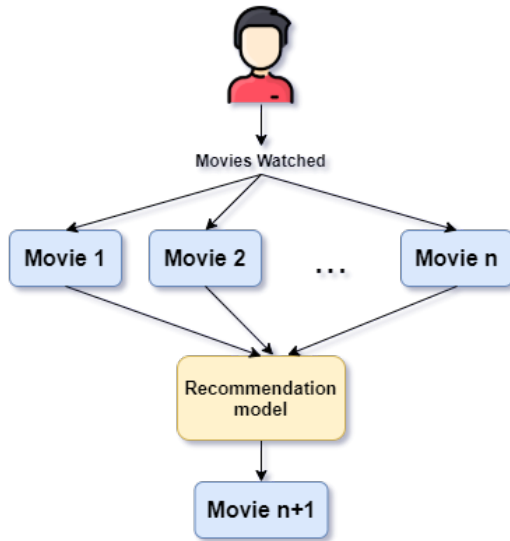 Movies Watched
Movie 1
Movie 2
...
Movie n
Recommendation
model
Movie n+1